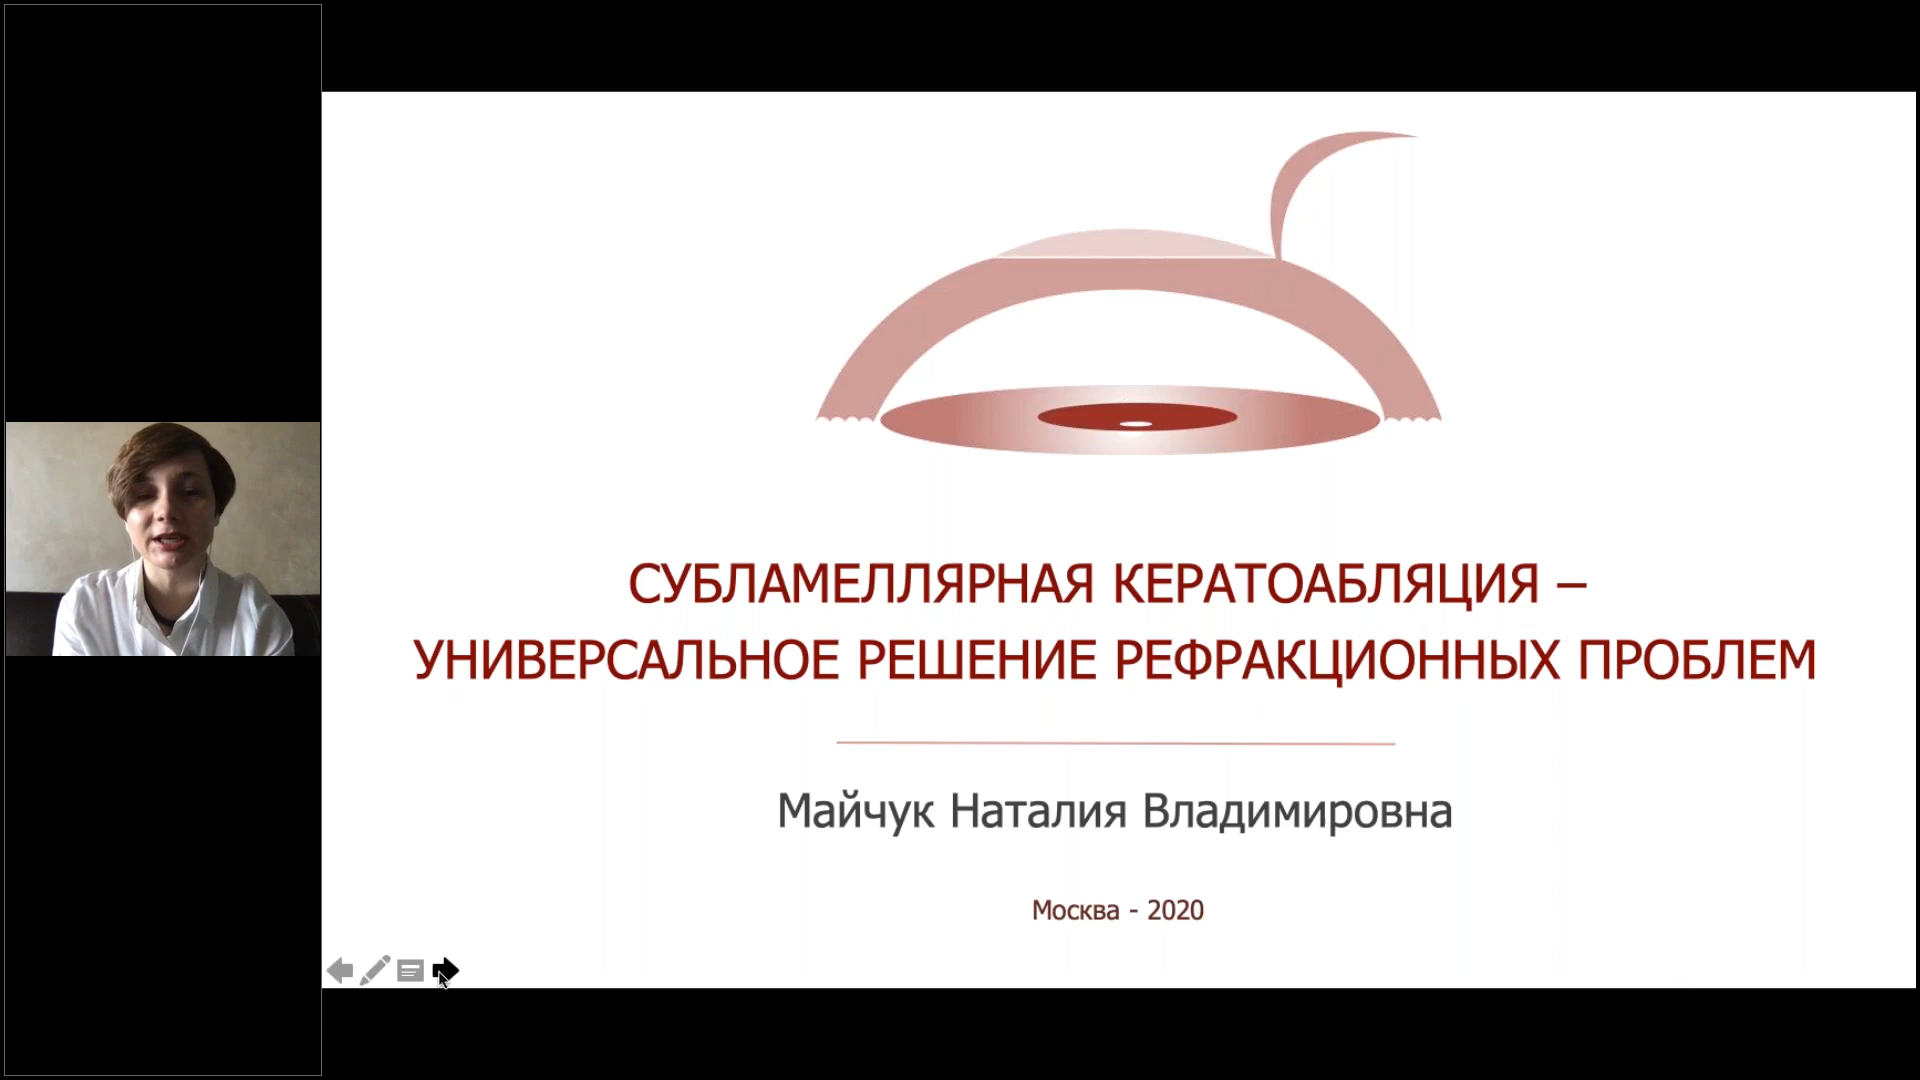 СУБЛАМЕЛЛЯРНАЯ КЕРАТОАБЛЯЦИЯ –
УНИВЕРСАЛЬНОЕ РЕШЕНИЕ РЕФРАКЦИОННЫХ ПРОБЛЕМ
Майчук Наталия Владимировна
Москва - 2020